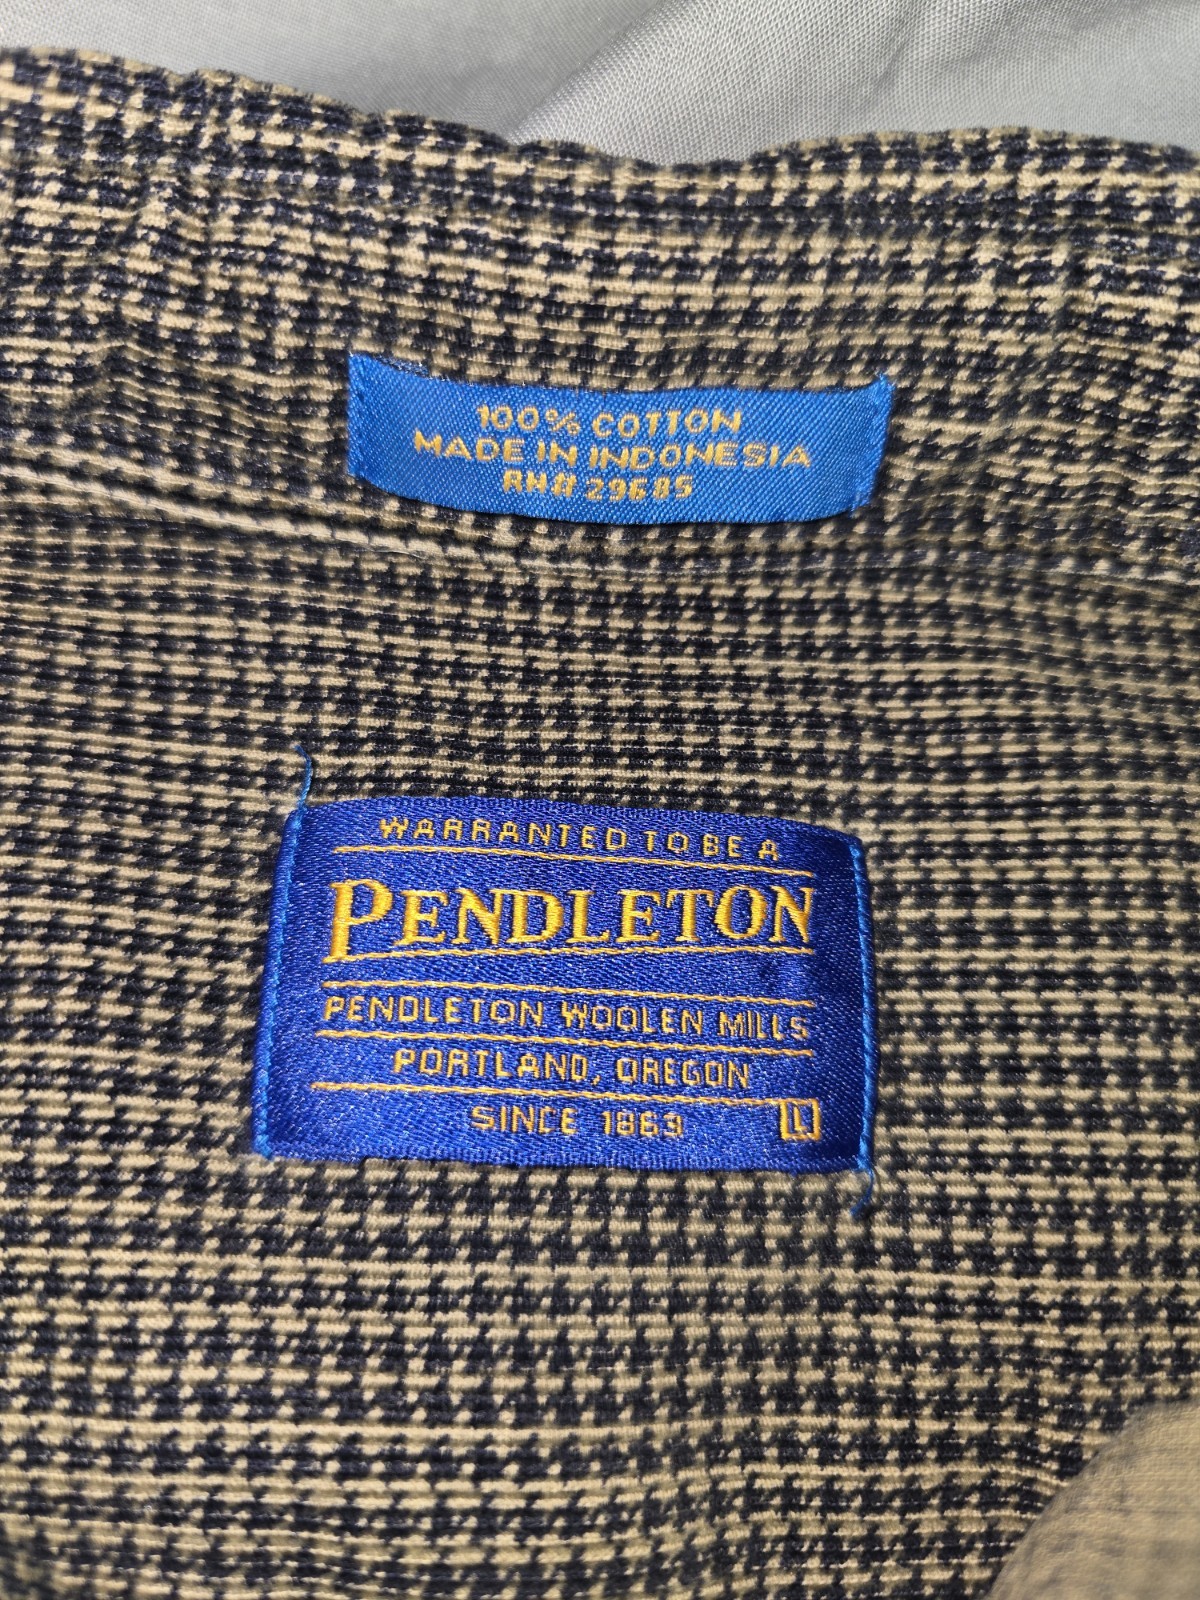 100% COTTON
MADE IN INDONESIA
RN# 29685
WARRANTED TO BE A
PENDLETON
PENDLETON WOOLEN MILLS
PORTLAND, OREGON
SINCE 1863 L